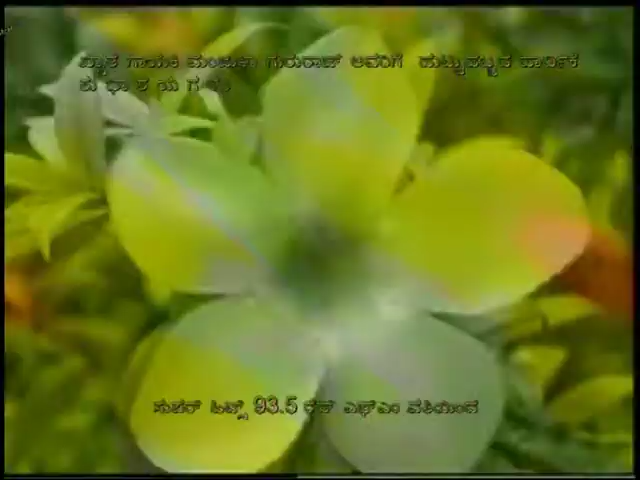 ಖ್ಯಾತ ಗಾಯಕಿ ಮಂಜುಳಾ ಗುರುರಾಜ್ ಅವರಿಗೆ ಹುಟ್ಟುಹಬ್ಬದ ಹಾರ್ದಿಕ
ಶುಭಾಶಯಗಳು
ಸೂಪರ್ ಹಿಟ್ಸ್ 93.5 ರೆಡ್ ಎಫ್ಎಂ ವತಿಯಿಂದ